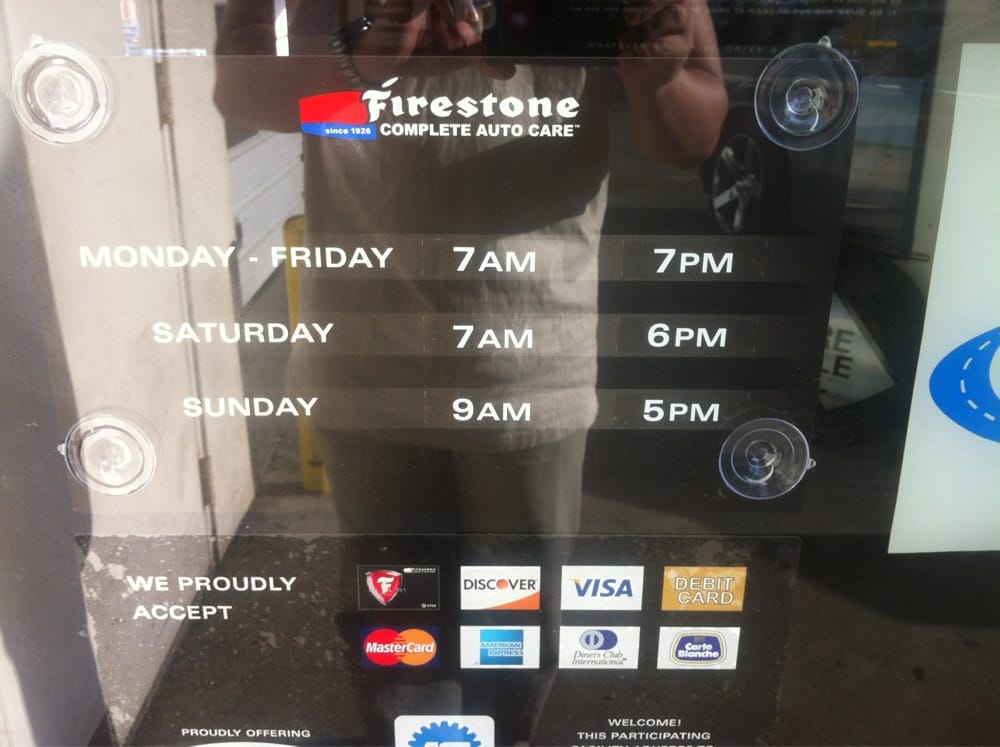 Firestone
since 1926 COMPLETE AUTO CARE™
MONDAY - FRIDAY 7AM 7PM
SATURDAY 7AM 6PM
SUNDAY 9AM 5PM
WE PROUDLY
ACCEPT
F
DISCOVER
VISA
DEBIT
CARD
MasterCard
AMERICAN
EXPRESS
Diners Club
International
Carte
Blanche
PROUDLY OFFERING
WELCOME!
THIS PARTICIPATING